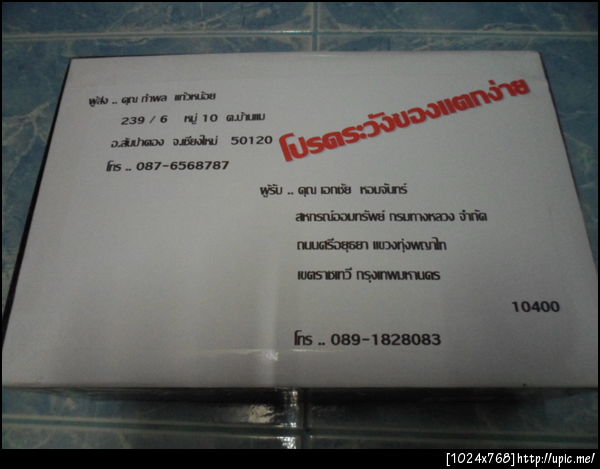 ผู้ส่ง .. คุณ กำพล แก้วหน้อย
239 / 6 หมู่ 10 ต.บ้านแม
อ.สันป่าตอง จ.เชียงใหม่ 50120
โทร .. 087-6568787
โปรดระวังของแตกง่าย
ผู้รับ .. คุณ เอกชัย หอมจันทร์
สหกรณ์ออมทรัพย์ กรมทางหลวง จำกัด
ถนนศรีอยุธยา แขวงทุ่งพญาไท
เขตราชเทวี กรุงเทพมหานคร
10400
โทร .. 089-1828083
[1024x768]http://upic.me/